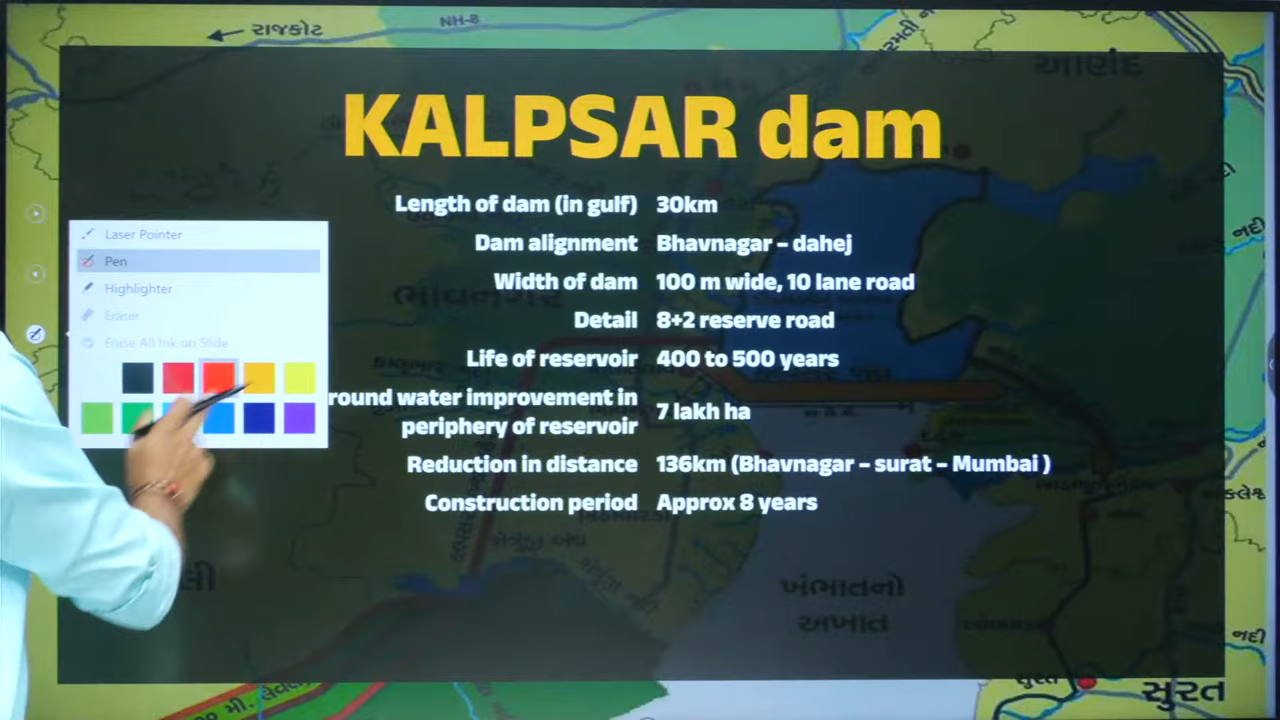 રાજકોટ
NH-8
આણંદ
KALPSAR dam
Length of dam (in gulf) 30km
Dam alignment Bhavnagar – dahej
Width of dam 100 m wide, 10 lane road
Detail 8+2 reserve road
Life of reservoir 400 to 500 years
round water improvement in
periphery of reservoir 7 lakh ha
Reduction in distance 136km (Bhavnagar – surat – Mumbai )
Construction period Approx 8 years
Laser Pointer
Pen
Highlighter
Eraser
Erase All Ink on Slide
ભાવનગર
નદી
શેત્રુંજી બંધ
ખંભાતનો
અખાત
નદી
સુરત
સુરત